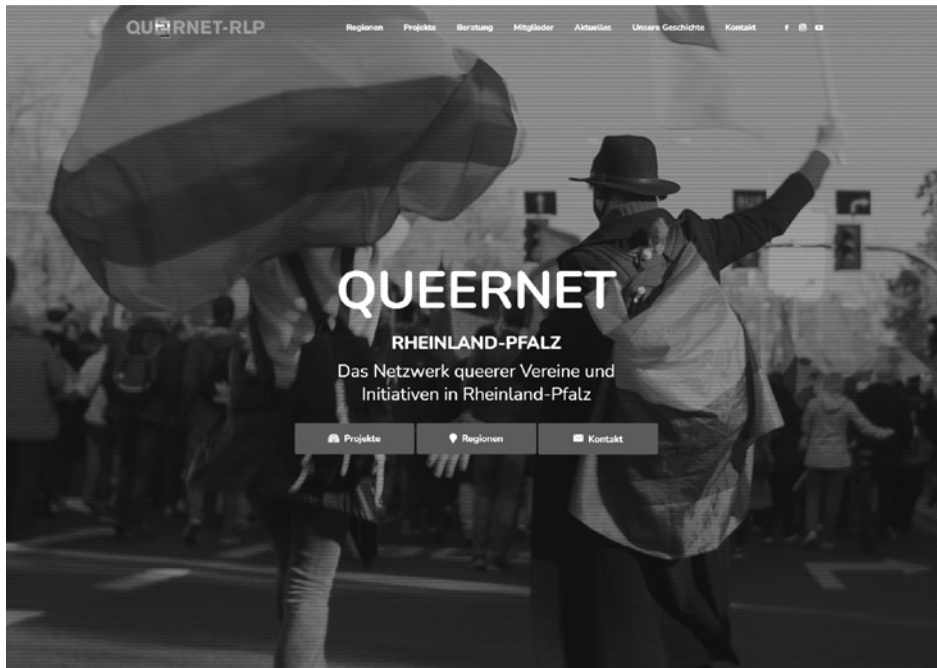 QUEERNET-RLP
Regionen Projekte Beratung Mitglieder Aktuelles Unsere Geschichte Kontakt
QUEERNET
RHEINLAND-PFALZ
Das Netzwerk queerer Vereine und
Initiativen in Rheinland-Pfalz
Projekte Regionen Kontakt